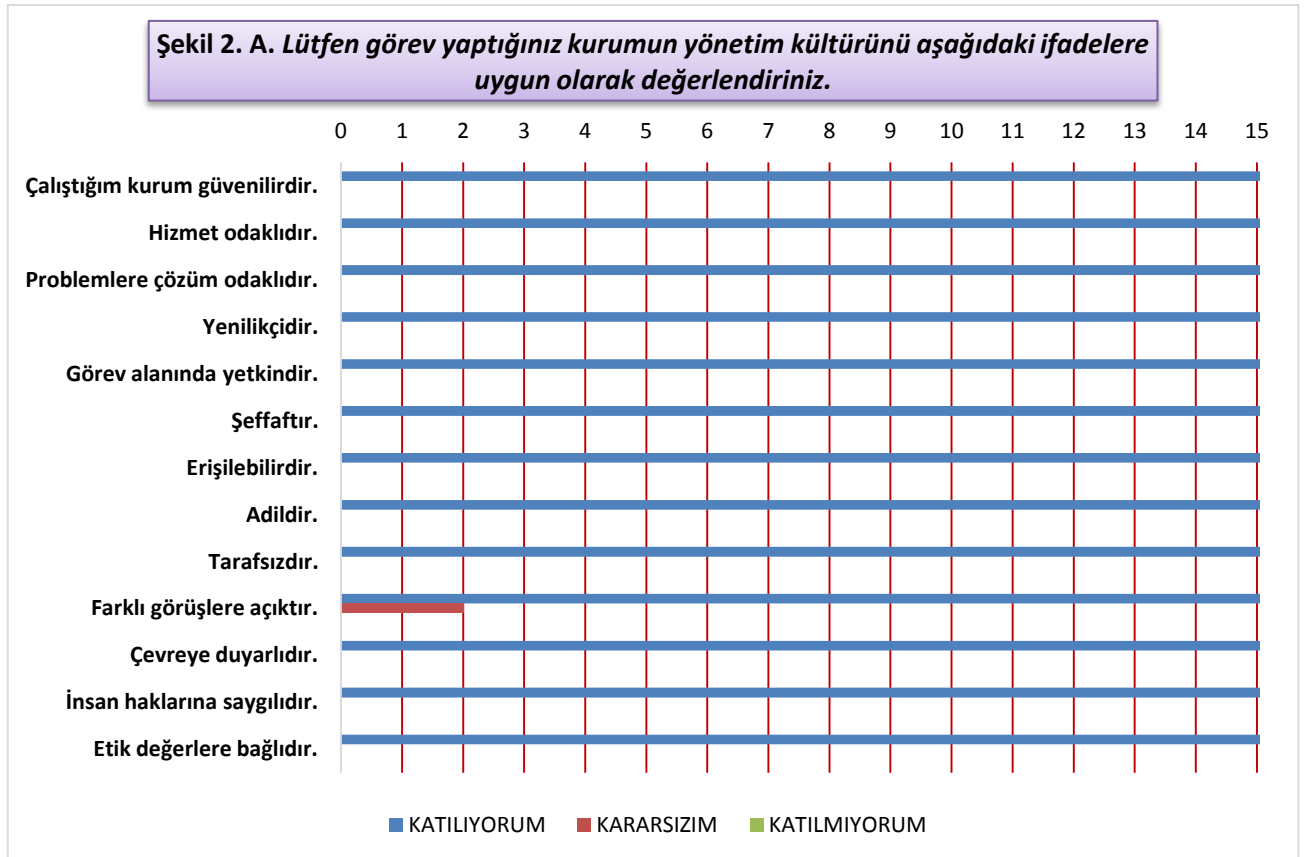 Şekil 2. A. Lütfen görev yaptığınız kurumun yönetim kültürünü aşağıdaki ifadelere
uygun olarak değerlendiriniz.
0 1 2 3 4 5 6 7 8 9 10 11 12 13 14 15
Çalıştığım kurum güvenilirdir.
Hizmet odaklıdır.
Problemlere çözüm odaklıdır.
Yenilikçidir.
Görev alanında yetkindir.
Şeffaftır.
Erişilebilirdir.
Adildir.
Tarafsızdır.
Farklı görüşlere açıktır.
Çevreye duyarlıdır.
İnsan haklarına saygılıdır.
Etik değerlere bağlıdır.
KATILIYORUM KARARSIZIM KATILMIYORUM